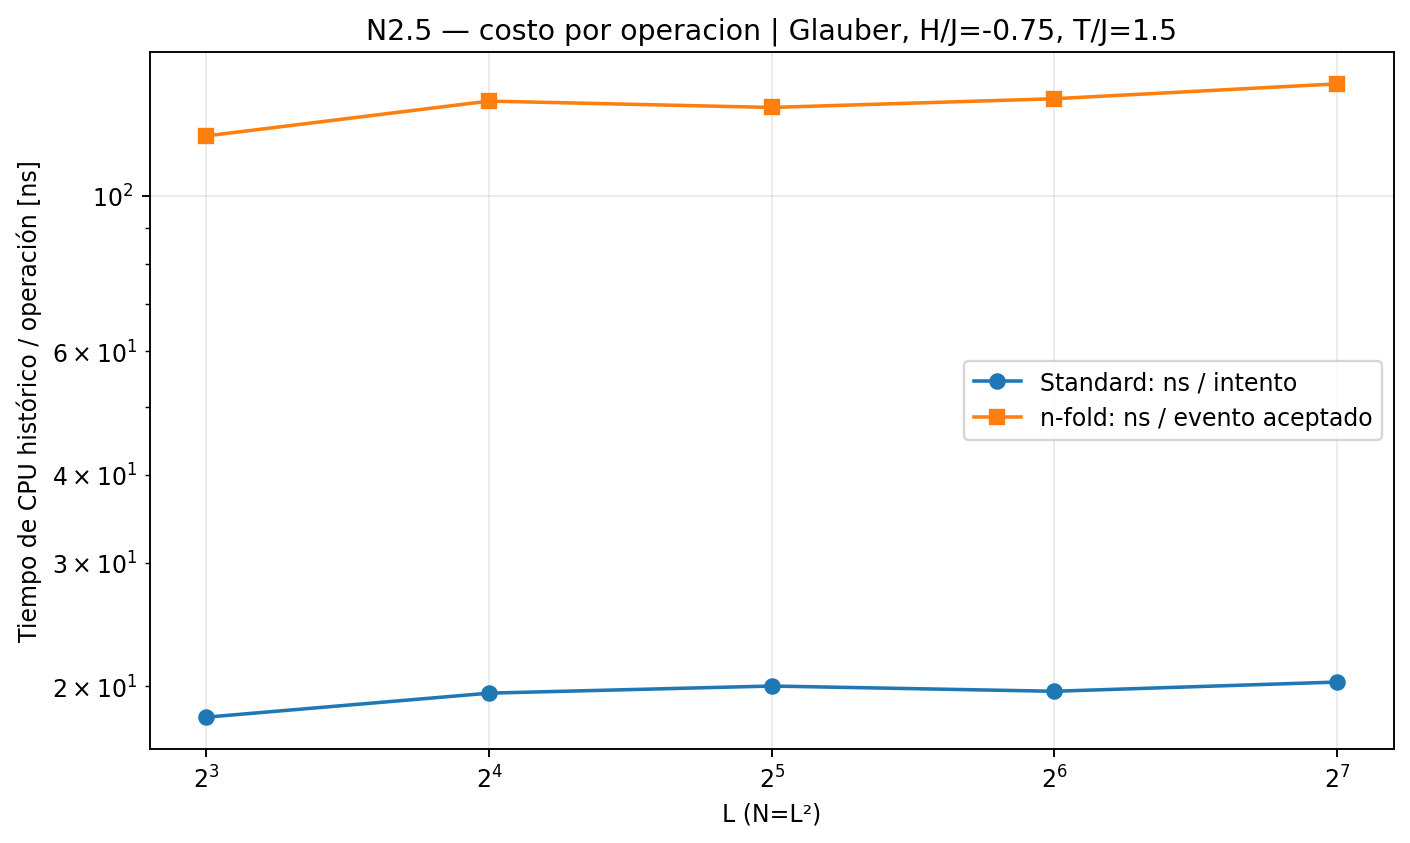 N2.5 — costo por operacion | Glauber, H/J=-0.75, T/J=1.5
Tiempo de CPU histórico / operación [ns]
10²
6 × 10¹
4 × 10¹
3 × 10¹
2 × 10¹
Standard: ns / intento
n-fold: ns / evento aceptado
2³ 2⁴ 2⁵ 2⁶ 2⁷
L (N=L²)